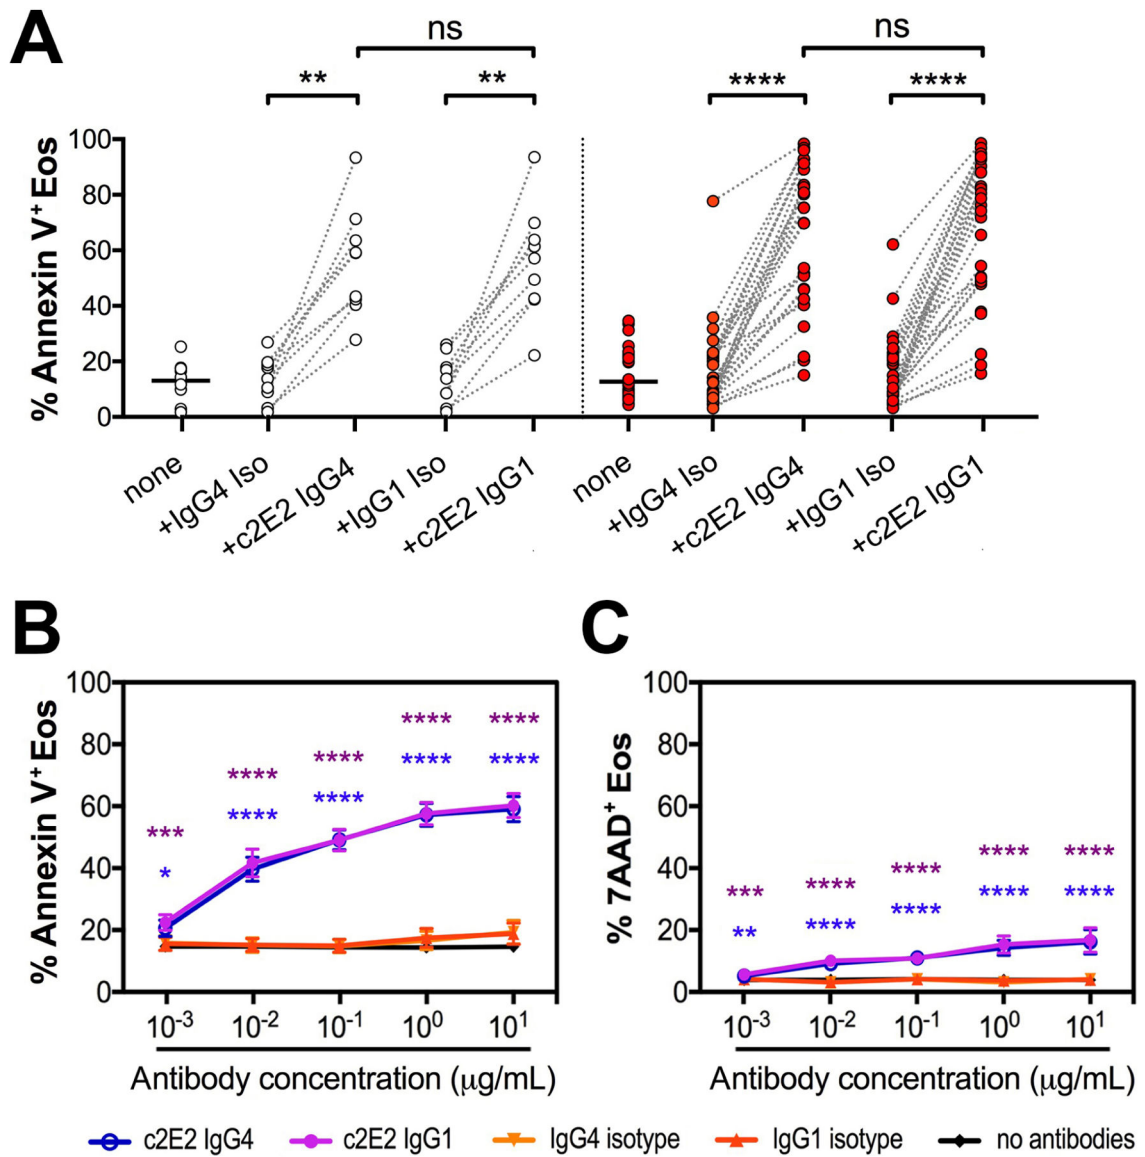 A
ns
ns
** ** **** ****
% Annexin V⁺ Eos
100
80
60
40
20
0
none +IgG4 Iso +c2E2 IgG4 +IgG1 Iso +c2E2 IgG1 none +IgG4 Iso +c2E2 IgG4 +IgG1 Iso +c2E2 IgG1
B
% Annexin V⁺ Eos
100
80
60
40
20
0
*** **** **** **** ****
* **** **** **** ****
10⁻³ 10⁻² 10⁻¹ 10⁰ 10¹
Antibody concentration (μg/mL)
C
% 7AAD⁺ Eos
100
80
60
40
20
0
*** **** **** **** ****
** **** **** **** ****
10⁻³ 10⁻² 10⁻¹ 10⁰ 10¹
Antibody concentration (μg/mL)
c2E2 IgG4 c2E2 IgG1 IgG4 isotype IgG1 isotype no antibodies